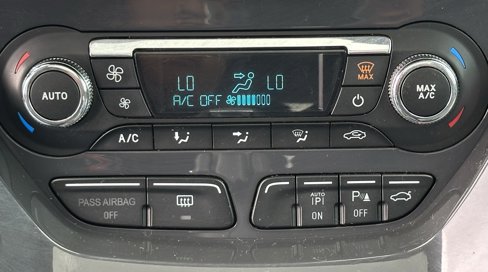 LO LO
A/C OFF
MAX
AUTO
MAX
A/C
A/C
PASS AIRBAG
OFF
AUTO
P
ON
P
OFF